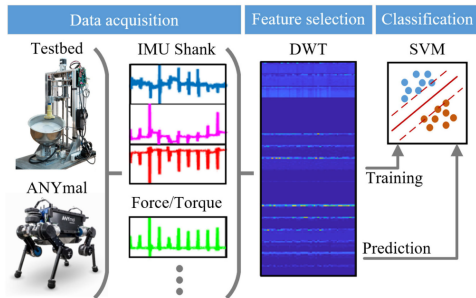 Data acquisition
Feature selection
Classification
Testbed
IMU Shank
DWT
SVM
ANYmal
Force/Torque
Training
Prediction